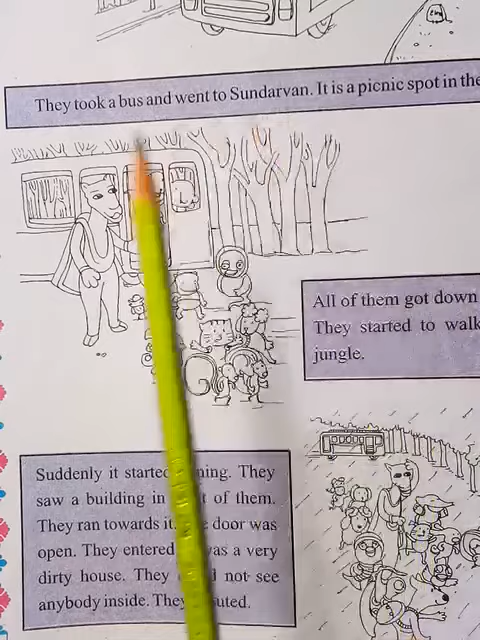 They took a bus and went to Sundarvan. It is a picnic spot in the
All of them got down
They started to walk
jungle.
Suddenly it started ning. They
saw a building in of them.
They ran towards it. door was
open. They entered was a very
dirty house. They not see
anybody inside. They